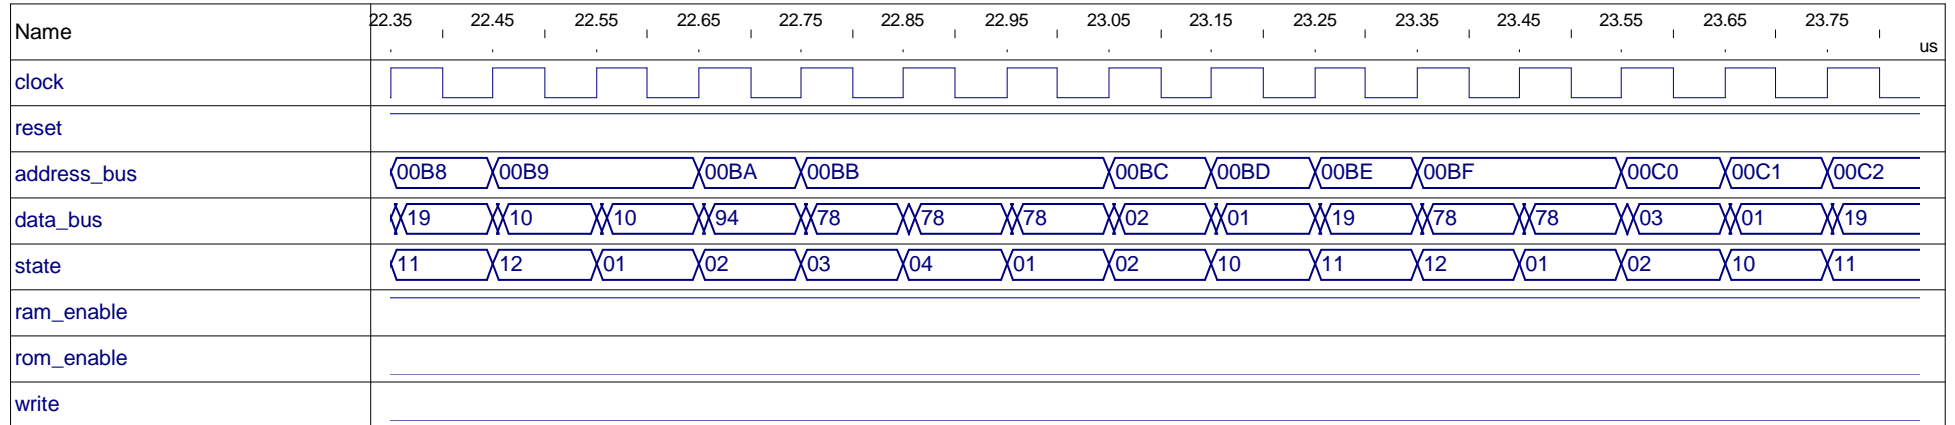 Name 22.35 22.45 22.55 22.65 22.75 22.85 22.95 23.05 23.15 23.25 23.35 23.45 23.55 23.65 23.75
us
clock
reset
address_bus 00B8 00B9 00BA 00BB 00BC 00BD 00BE 00BF 00C0 00C1 00C2
data_bus 19 10 10 94 78 78 78 02 01 19 78 78 03 01 19
state 11 12 01 02 03 04 01 02 10 11 12 01 02 10 11
ram_enable
rom_enable
write